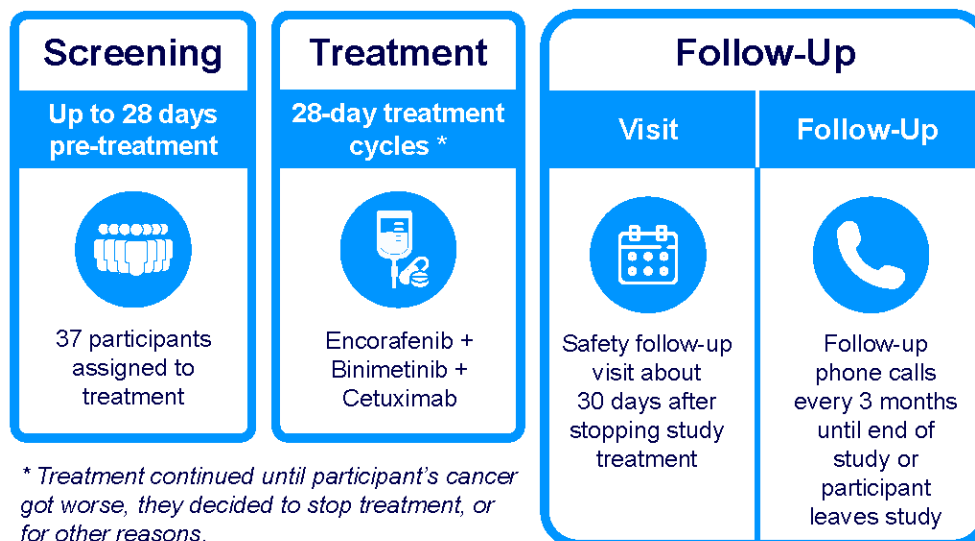 Screening
Up to 28 days
pre-treatment
37 participants
assigned to
treatment
Treatment
28-day treatment
cycles *
Encorafenib +
Binimetinib +
Cetuximab
* Treatment continued until participant's cancer
got worse, they decided to stop treatment, or
for other reasons.
Follow-Up
Visit
Safety follow-up
visit about
30 days after
stopping study
treatment
Follow-Up
Follow-up
phone calls
every 3 months
until end of
study or
participant
leaves study